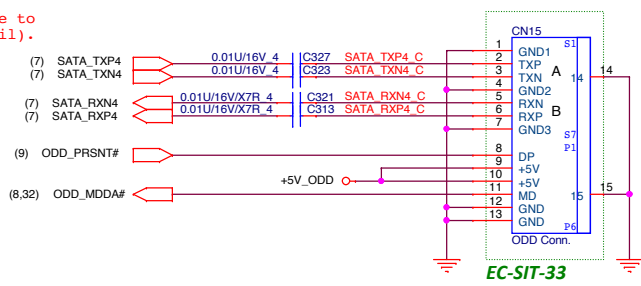 e to
il).
CN15
S1
(7) SATA_TXP4 0.01U/16V_4 C327 SATA_TXP4_C 1 GND1
(7) SATA_TXN4 0.01U/16V_4 C323 SATA_TXN4_C 2 TXP
3 TXN A 14 14
4 GND2
(7) SATA_RXN4 0.01U/16V/X7R_4 C321 SATA_RXN4_C 5 RXN B
(7) SATA_RXP4 0.01U/16V/X7R_4 C313 SATA_RXP4_C 6 RXP
7 GND3 S7
P1
(9) ODD_PRSNT# 8 DP
9 +5V
+5V_ODD 10 +5V
(8,32) ODD_MDDA# 11 MD 15 15
12 GND
13 GND P6
ODD Conn.
EC-SIT-33